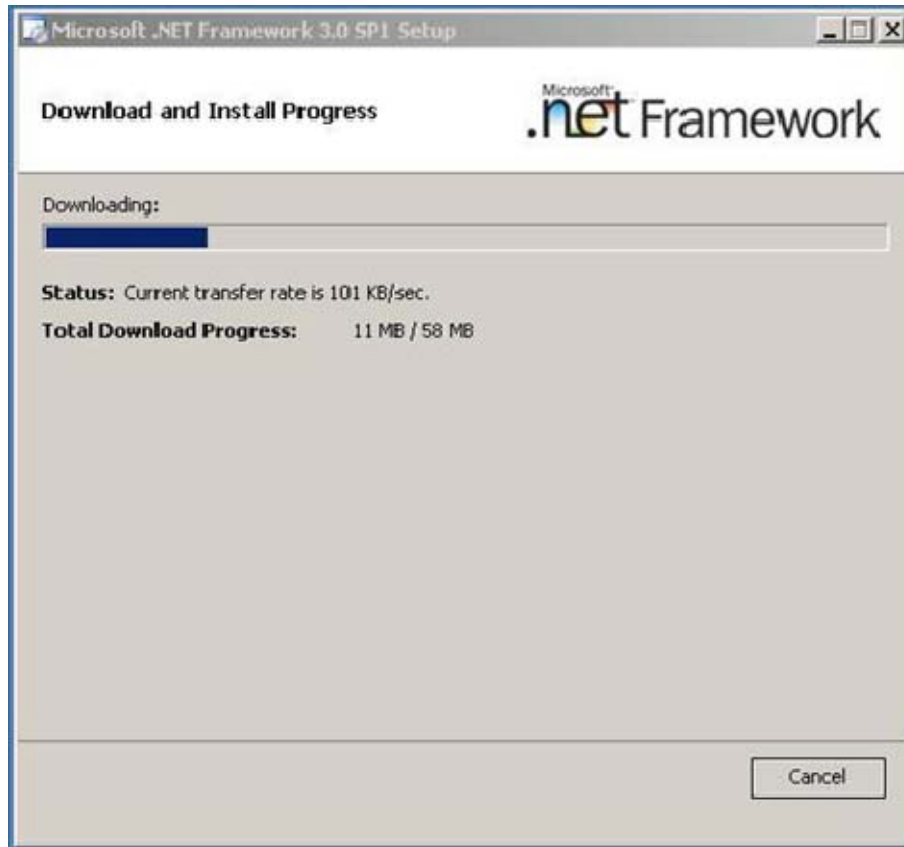 Microsoft .NET Framework 3.0 SP1 Setup
Download and Install Progress
Microsoft
.net Framework
Downloading:
Status: Current transfer rate is 101 KB/sec.
Total Download Progress: 11 MB / 58 MB
Cancel